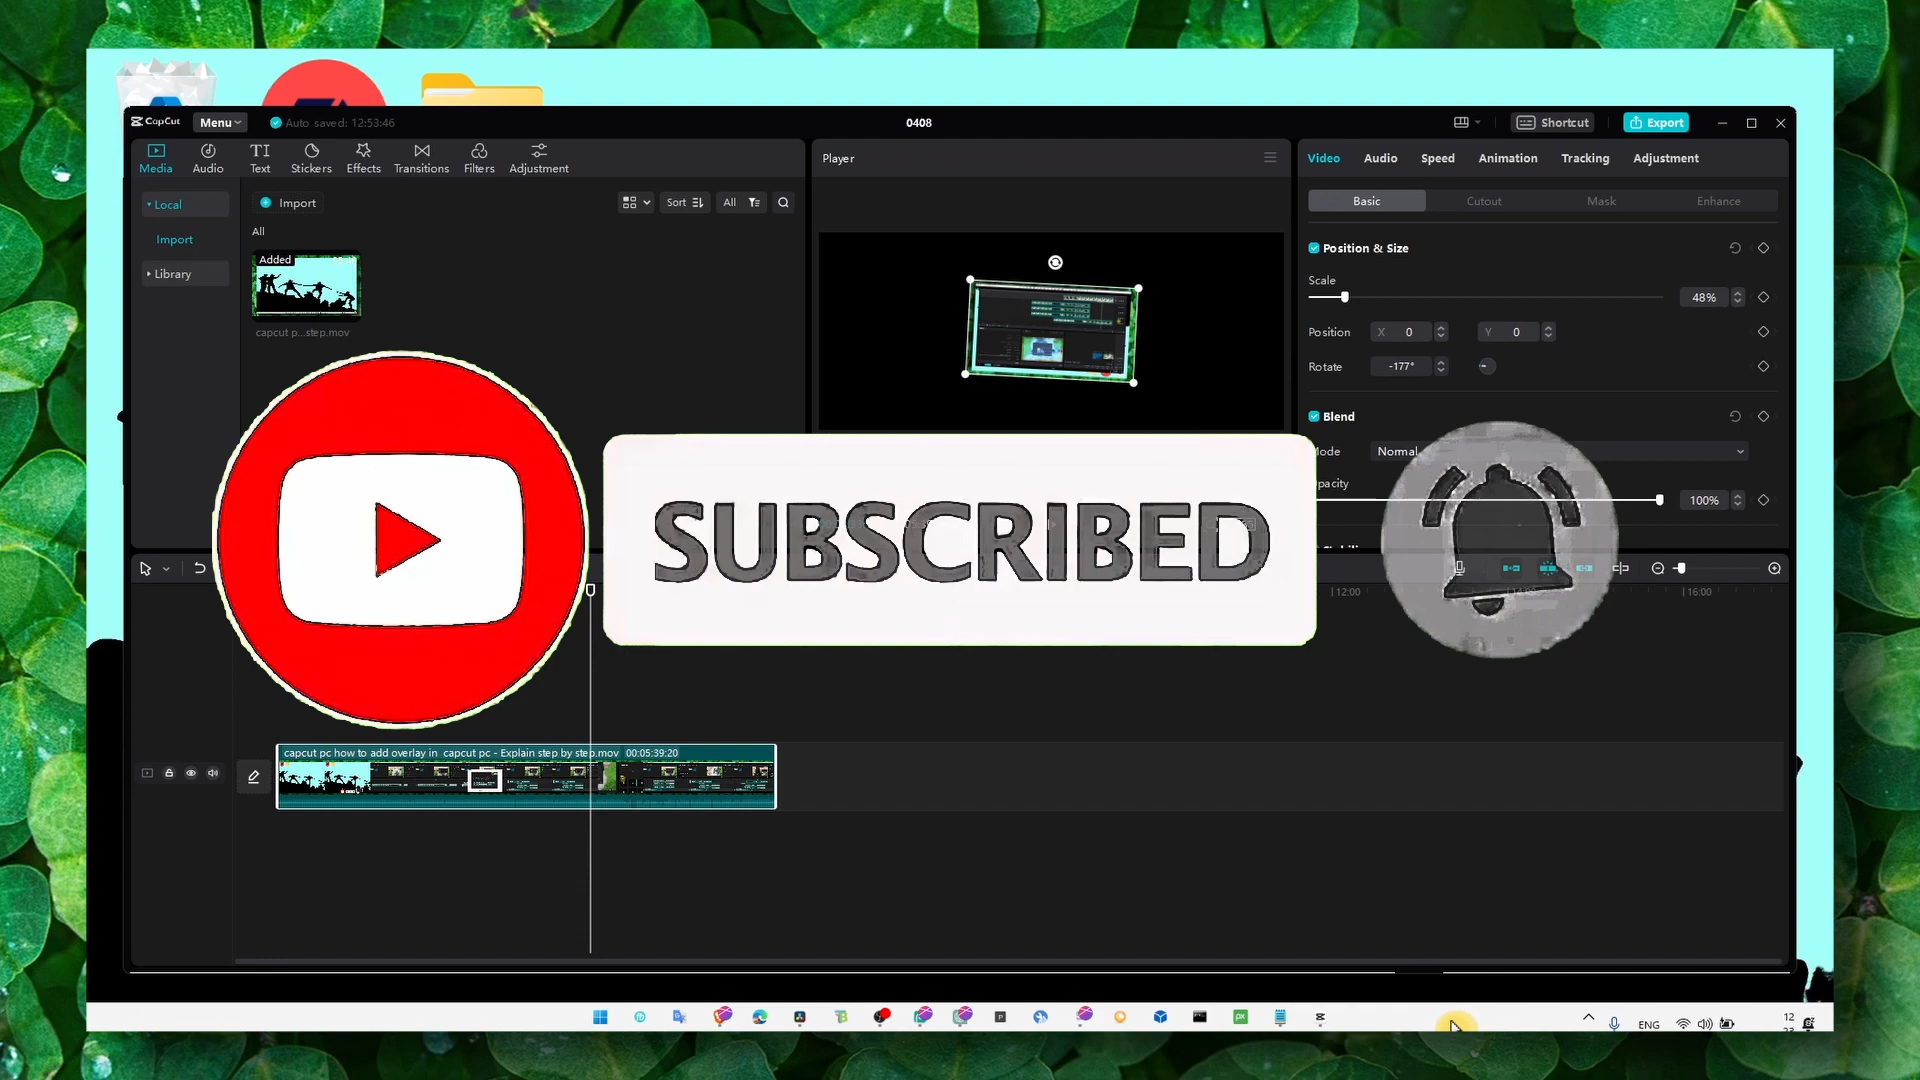 CapCut Menu Auto saved: 12:53:46 0408 Shortcut Export
Media Audio Text Stickers Effects Transitions Filters Adjustment
Player
Video Audio Speed Animation Tracking Adjustment
Local
Import
Library
Import
Sort All
All
Added
capcut p...step.mov
Basic Cutout Mask Enhance
Position & Size
Scale 48%
Position X 0 Y 0
Rotate -177°
Blend
Mode Normal
Opacity 100%
SUBSCRIBED
12:00 16:00
capcut pc how to add overlay in capcut pc - Explain step by step.mov 00:05:39:20
ENG
12